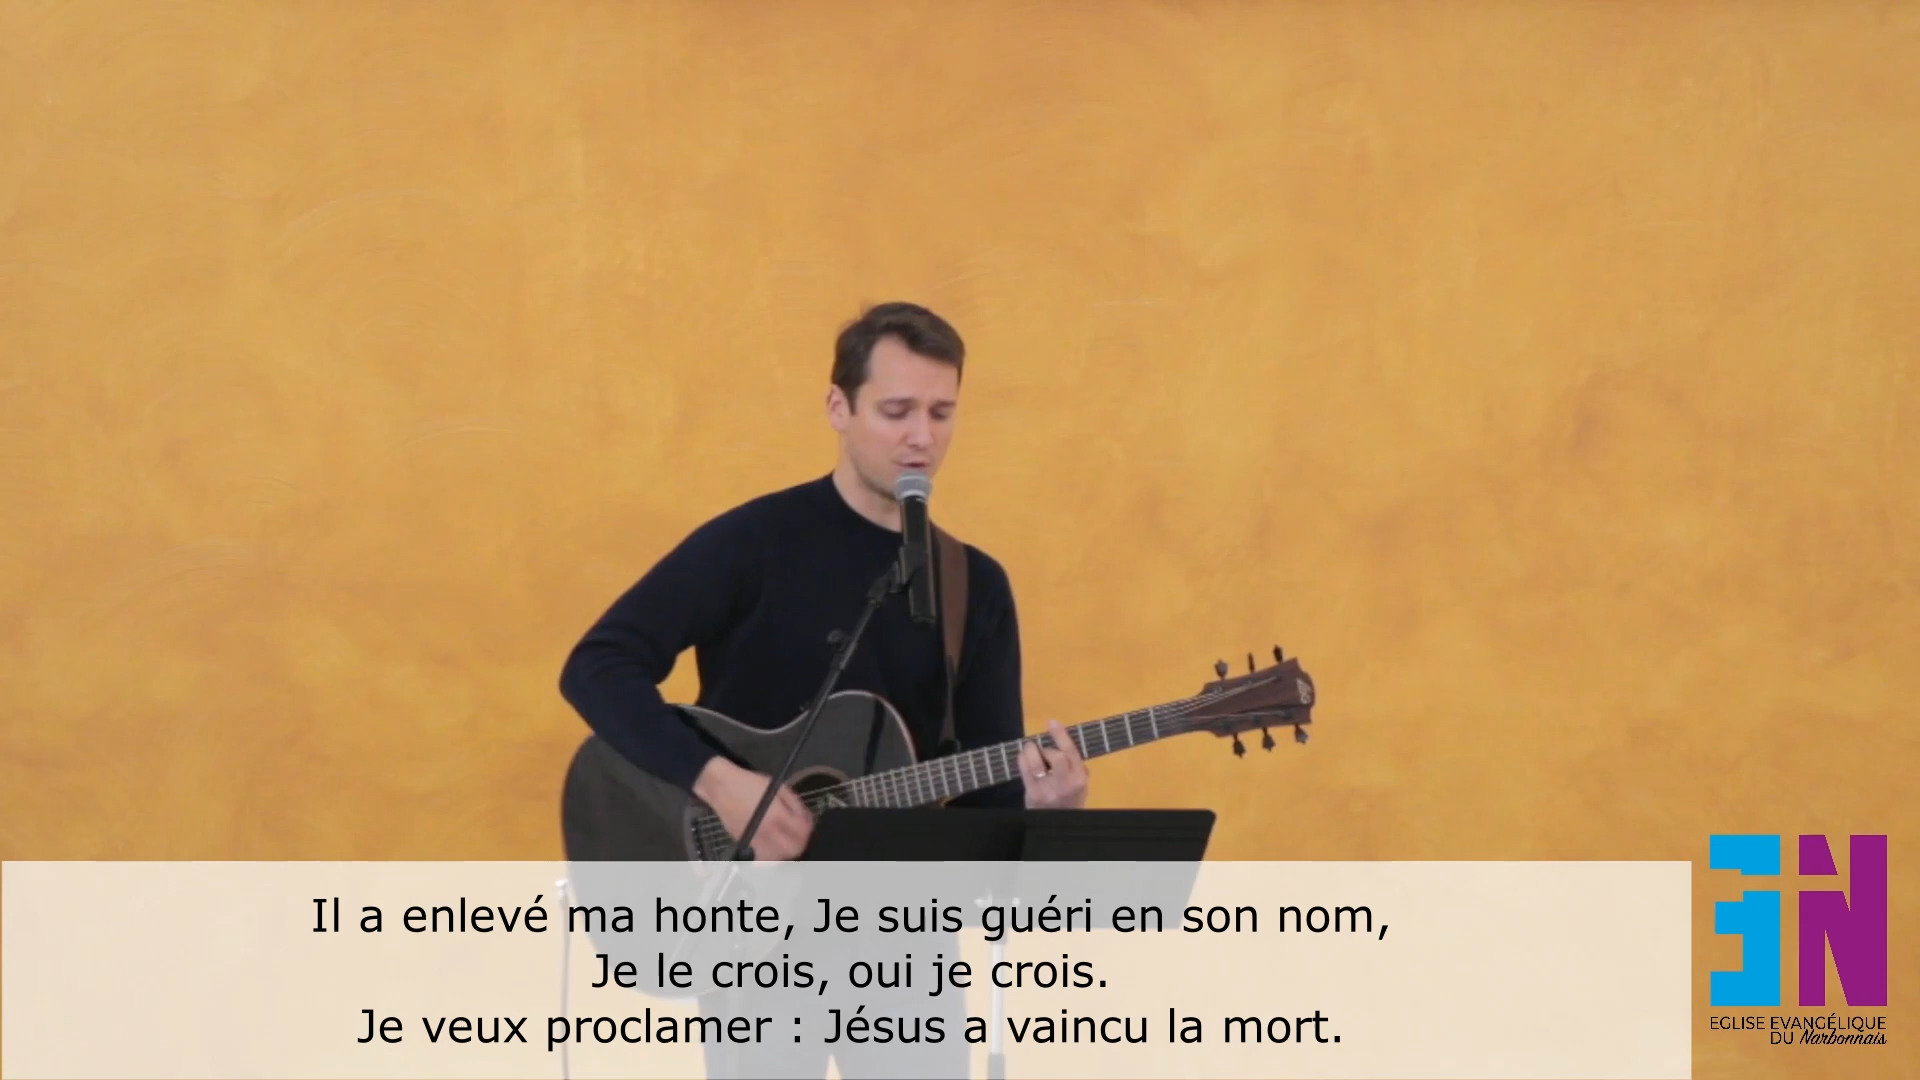 Il a enlevé ma honte, Je suis guéri en son nom,
Je le crois, oui je crois.
Je veux proclamer : Jésus a vaincu la mort.
EN
EGLISE EVANGÉLIQUE
DU Narbonnais